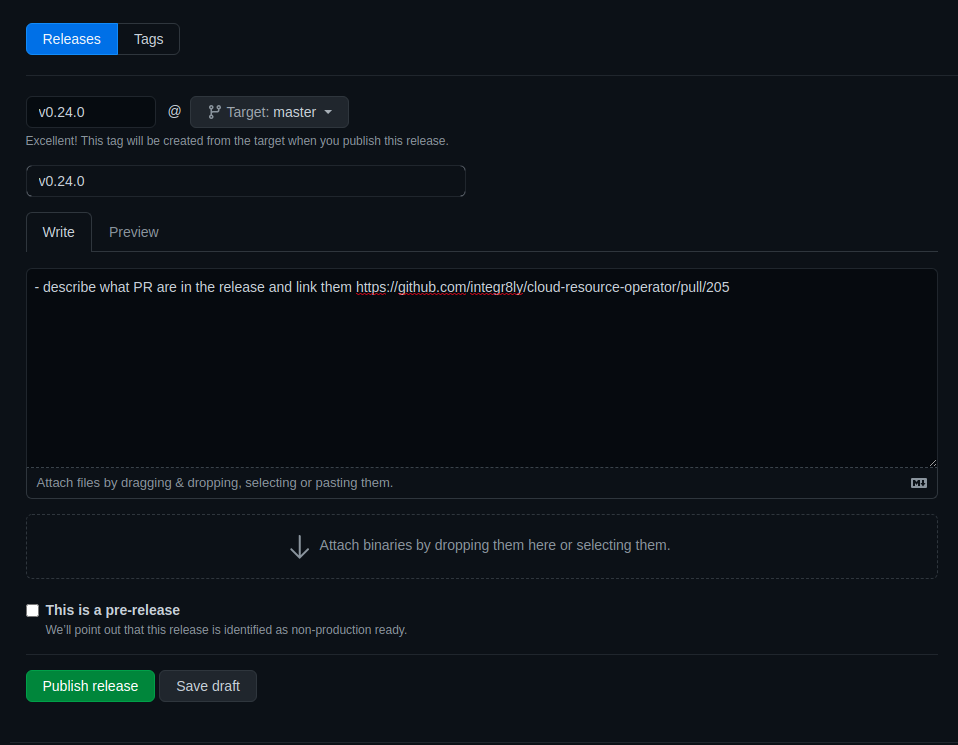 Releases Tags
v0.24.0 @ Target: master
Excellent! This tag will be created from the target when you publish this release.
v0.24.0
Write Preview
- describe what PR are in the release and link them https://github.com/integr8ly/cloud-resource-operator/pull/205
Attach files by dragging & dropping, selecting or pasting them.
Attach binaries by dropping them here or selecting them.
This is a pre-release
We'll point out that this release is identified as non-production ready.
Publish release Save draft